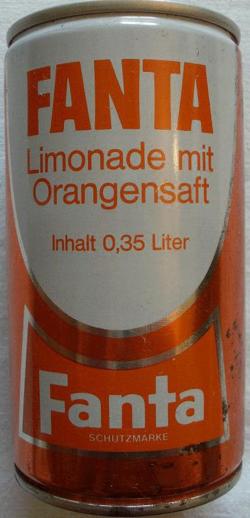 FANTA
Limonade mit
Orangensaft
Inhalt 0,35 Liter
Fanta
SCHUTZMARKE